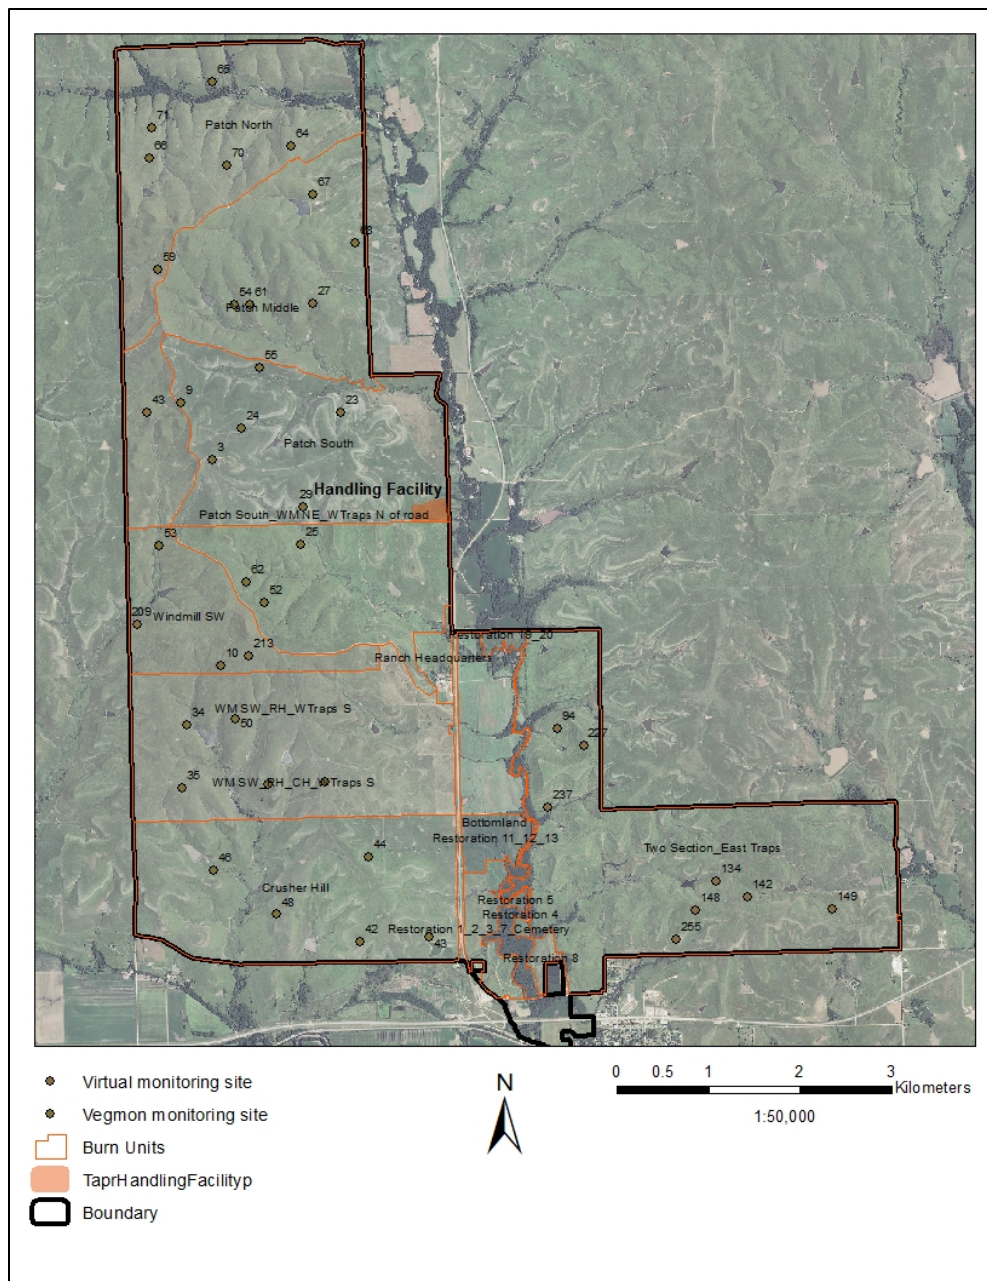 65
71
Patch North
64
66
70
67
63
59
54 61
27
Patch Middle
55
9
43
23
24
Patch South
3
Handling Facility
29
Patch South_WMNE_WTraps N of road
53
25
62
52
209
Windmill SW
Restoration 19_20
213
10
Ranch Headquarters
34
WMSW_RH_WTraps S
50
94
227
35
WMSW_RH_CH_WTraps S
237
Bottomland
Restoration 11_12_13
44
Two Section_East Traps
46
134
Crusher Hill
142
48
Restoration 5
148
149
Restoration 4
42
Restoration 1_2_3_7_Cemetery
43
255
Restoration 8
Virtual monitoring site
Vegmon monitoring site
Burn Units
TaprHandlingFacilityp
Boundary
N
0 0.5 1 2 3
Kilometers
1:50,000